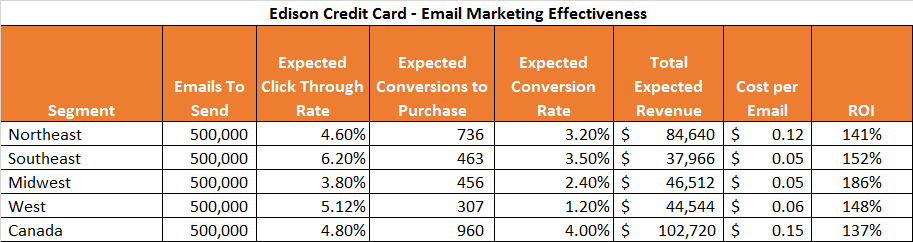 Edison Credit Card - Email Marketing Effectiveness
Segment Emails To Send Expected Click Through Rate Expected Conversions to Purchase Expected Conversion Rate Total Expected Revenue Cost per Email ROI
Northeast 500,000 4.60% 736 3.20% $ 84,640 $ 0.12 141%
Southeast 500,000 6.20% 463 3.50% $ 37,966 $ 0.05 152%
Midwest 500,000 3.80% 456 2.40% $ 46,512 $ 0.05 186%
West 500,000 5.12% 307 1.20% $ 44,544 $ 0.06 148%
Canada 500,000 4.80% 960 4.00% $ 102,720 $ 0.15 137%